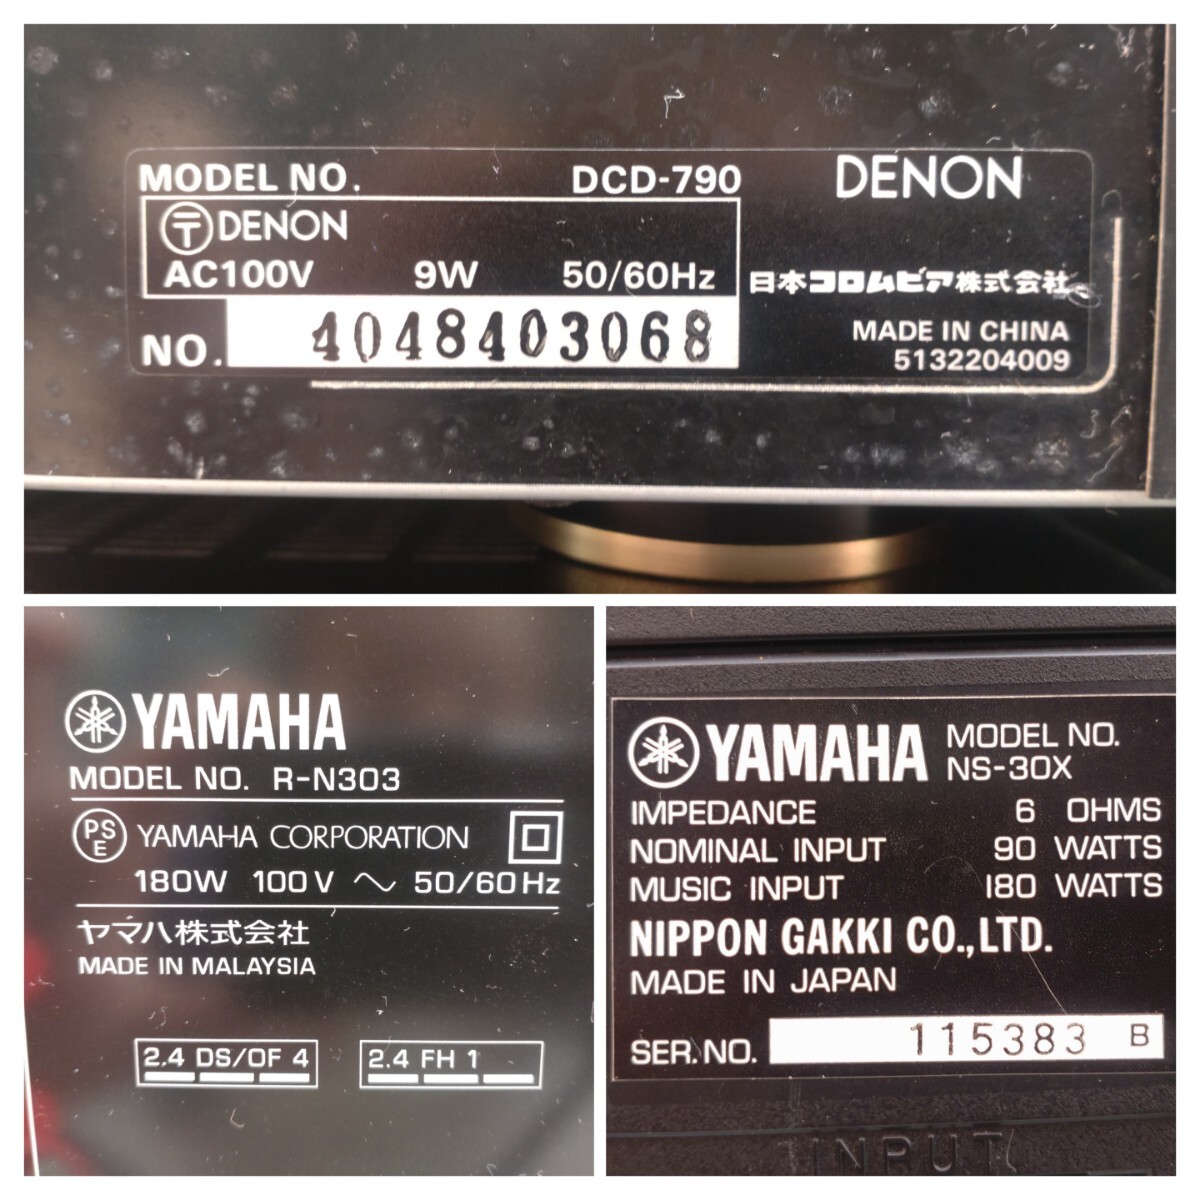 MODEL NO. DCD-790 DENON
〒 DENON
AC100V 9W 50/60Hz 日本コロムビア株式会社
NO. 4048403068 MADE IN CHINA
5132204009
YAMAHA
MODEL NO. R-N303
PSE YAMAHA CORPORATION
180W 100V ~ 50/60Hz
ヤマハ株式会社
MADE IN MALAYSIA
2.4 DS/OF 4 2.4 FH 1
YAMAHA MODEL NO.
NS-30X
IMPEDANCE 6 OHMS
NOMINAL INPUT 90 WATTS
MUSIC INPUT 180 WATTS
NIPPON GAKKI CO.,LTD.
MADE IN JAPAN
SER.NO. 115383 B
INPUT